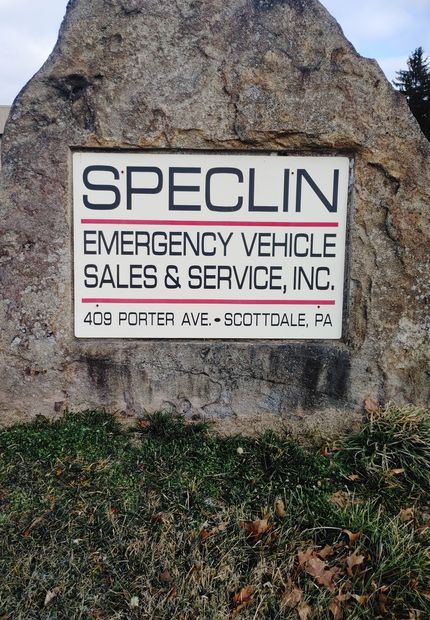 SPECLIN
EMERGENCY VEHICLE
SALES & SERVICE, INC.
409 PORTER AVE. • SCOTTDALE, PA